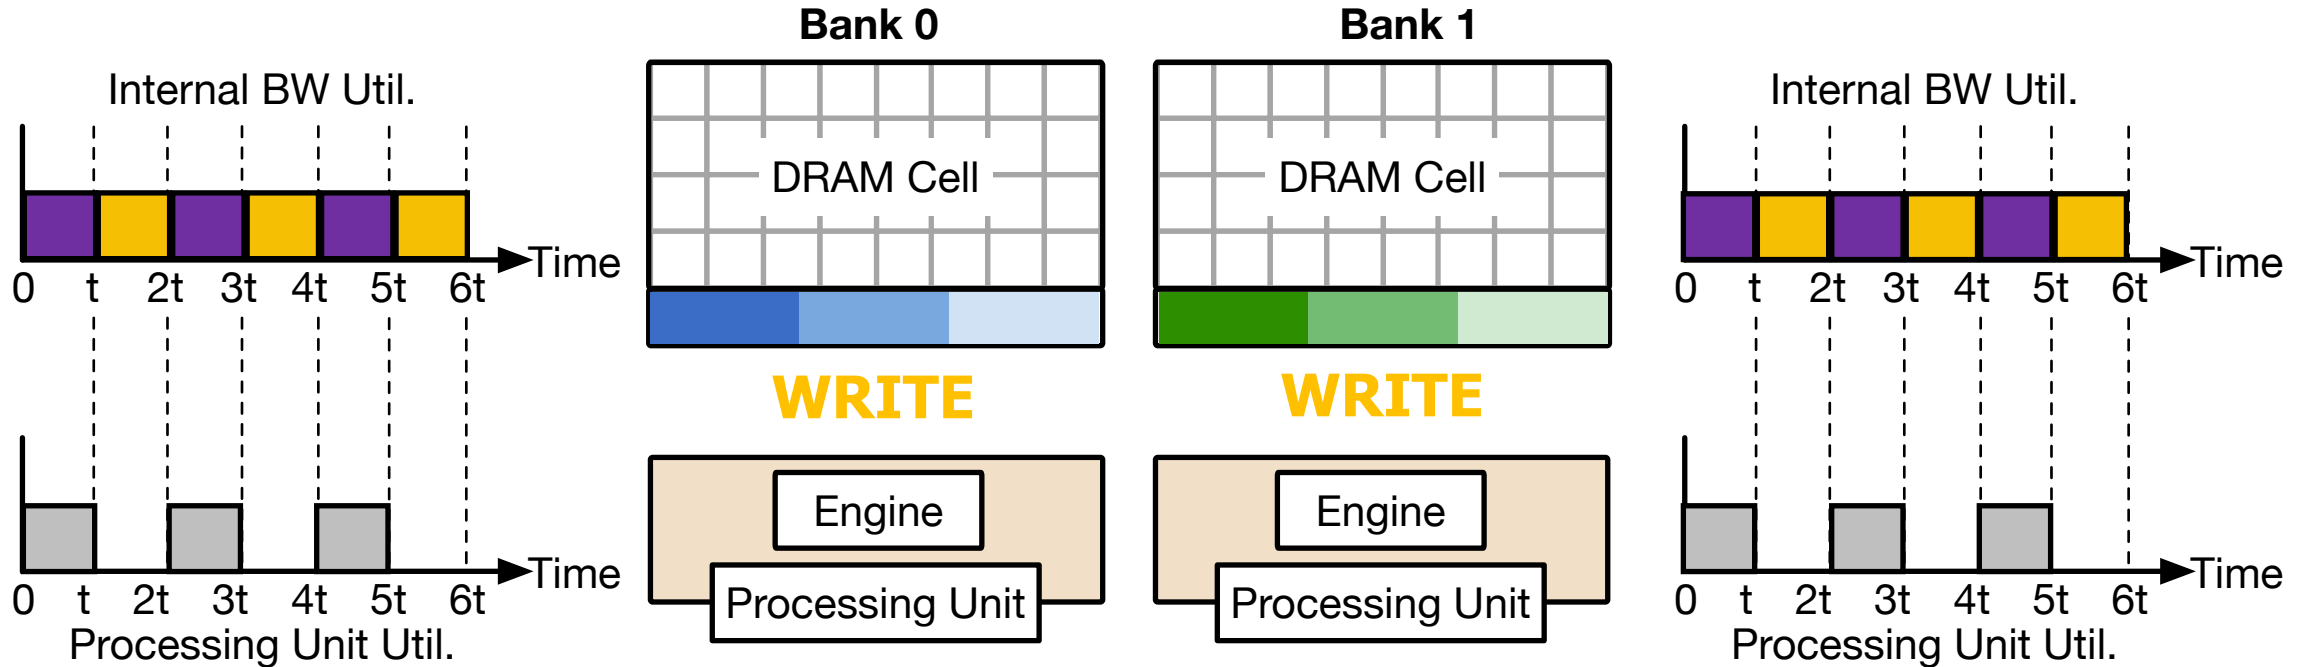 Internal BW Util.
Time
0 t 2t 3t 4t 5t 6t
Time
0 t 2t 3t 4t 5t 6t
Processing Unit Util.
Bank 0
DRAM Cell
WRITE
Engine
Processing Unit
Bank 1
DRAM Cell
WRITE
Engine
Processing Unit
Internal BW Util.
Time
0 t 2t 3t 4t 5t 6t
Time
0 t 2t 3t 4t 5t 6t
Processing Unit Util.